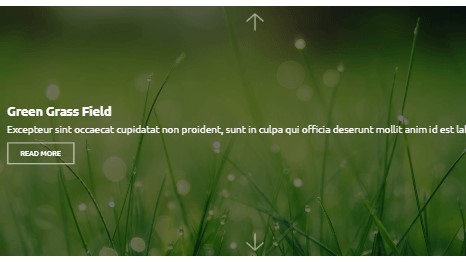 Green Grass Field
Excepteur sint occaecat cupidatat non proident, sunt in culpa qui officia deserunt mollit anim id est
READ MORE